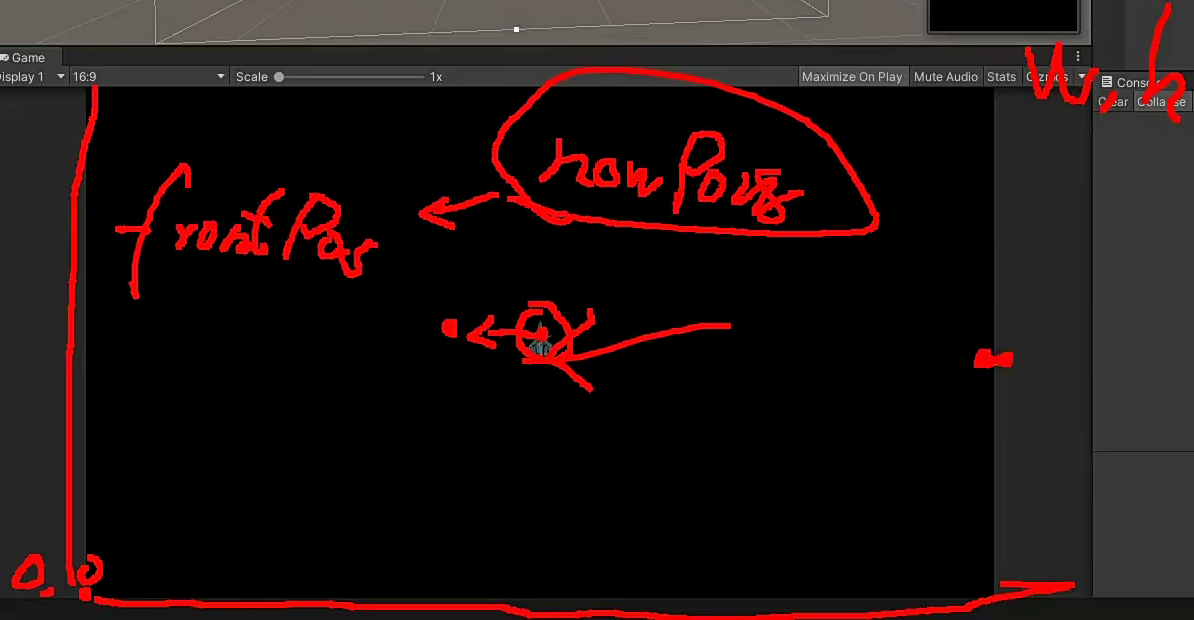 Game
isplay 1 16:9 Scale 1x Maximize On Play Mute Audio Stats Gizmos
w, h
Console
Clear Collapse
nowPos
frontPos
0, 0